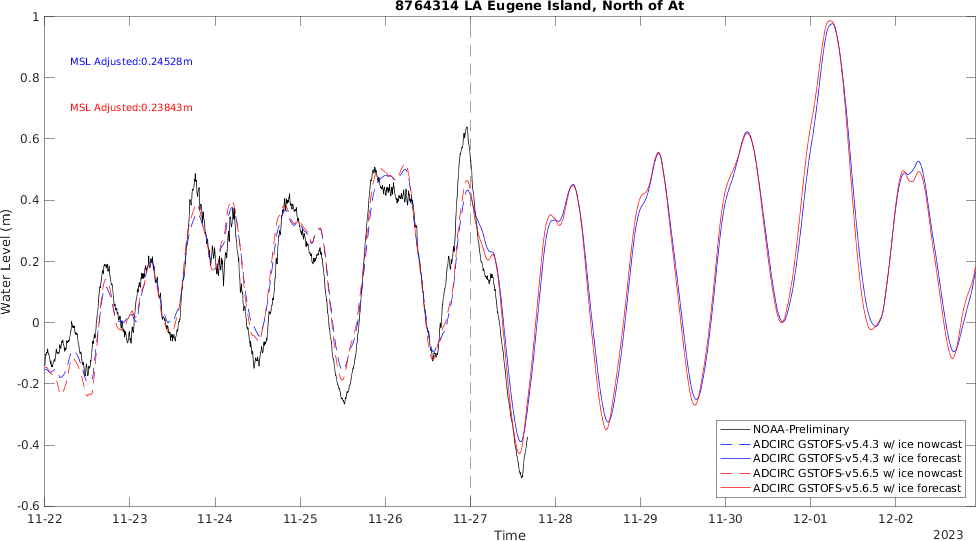 8764314 LA Eugene Island, North of At
MSL Adjusted:0.24528m
MSL Adjusted:0.23843m
Water Level (m)
1
0.8
0.6
0.4
0.2
0
-0.2
-0.4
-0.6
NOAA-Preliminary
ADCIRC GSTOFS-v5.4.3 w/ ice nowcast
ADCIRC GSTOFS-v5.4.3 w/ ice forecast
ADCIRC GSTOFS-v5.6.5 w/ ice nowcast
ADCIRC GSTOFS-v5.6.5 w/ ice forecast
11-22 11-23 11-24 11-25 11-26 11-27 11-28 11-29 11-30 12-01 12-02
Time
2023